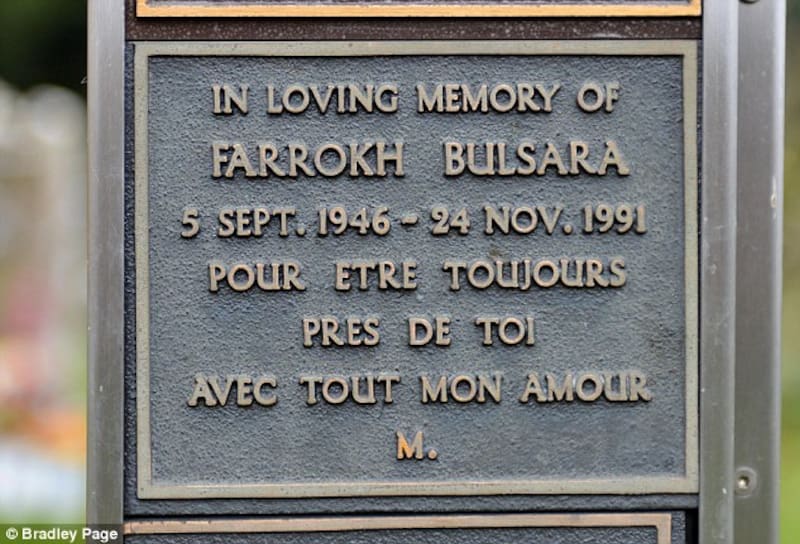 IN LOVING MEMORY OF
FARROKH BULSARA
5 SEPT. 1946 - 24 NOV. 1991
POUR ETRE TOUJOURS
PRES DE TOI
AVEC TOUT MON AMOUR
M.
© Bradley Page